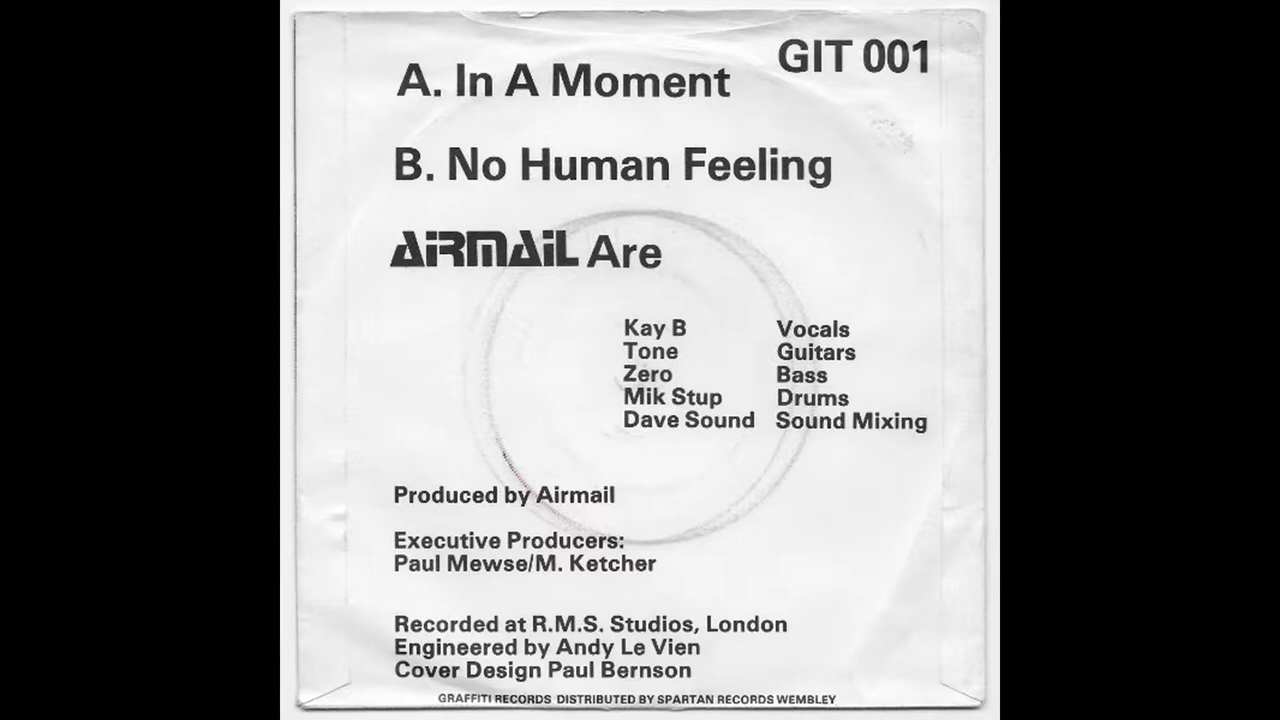 GIT 001
A. In A Moment
B. No Human Feeling
AiRMAiL Are
Kay B Vocals
Tone Guitars
Zero Bass
Mik Stup Drums
Dave Sound Sound Mixing
Produced by Airmail
Executive Producers:
Paul Mewse/M. Ketcher
Recorded at R.M.S. Studios, London
Engineered by Andy Le Vien
Cover Design Paul Bernson
GRAFFITI RECORDS DISTRIBUTED BY SPARTAN RECORDS WEMBLEY